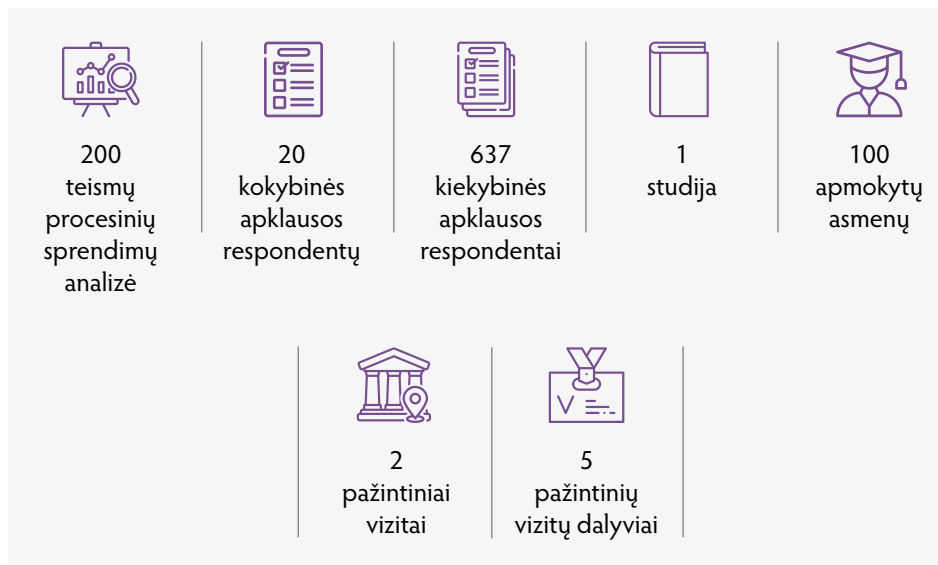 200
teismų
procesinių
sprendimų
analizė
20
kokybinės
apklausos
respondentų
637
kiekybinės
apklausos
respondentai
1
studija
100
apmokytų
asmenų
2
pažintiniai
vizitai
5
pažintinių
vizitų dalyviai